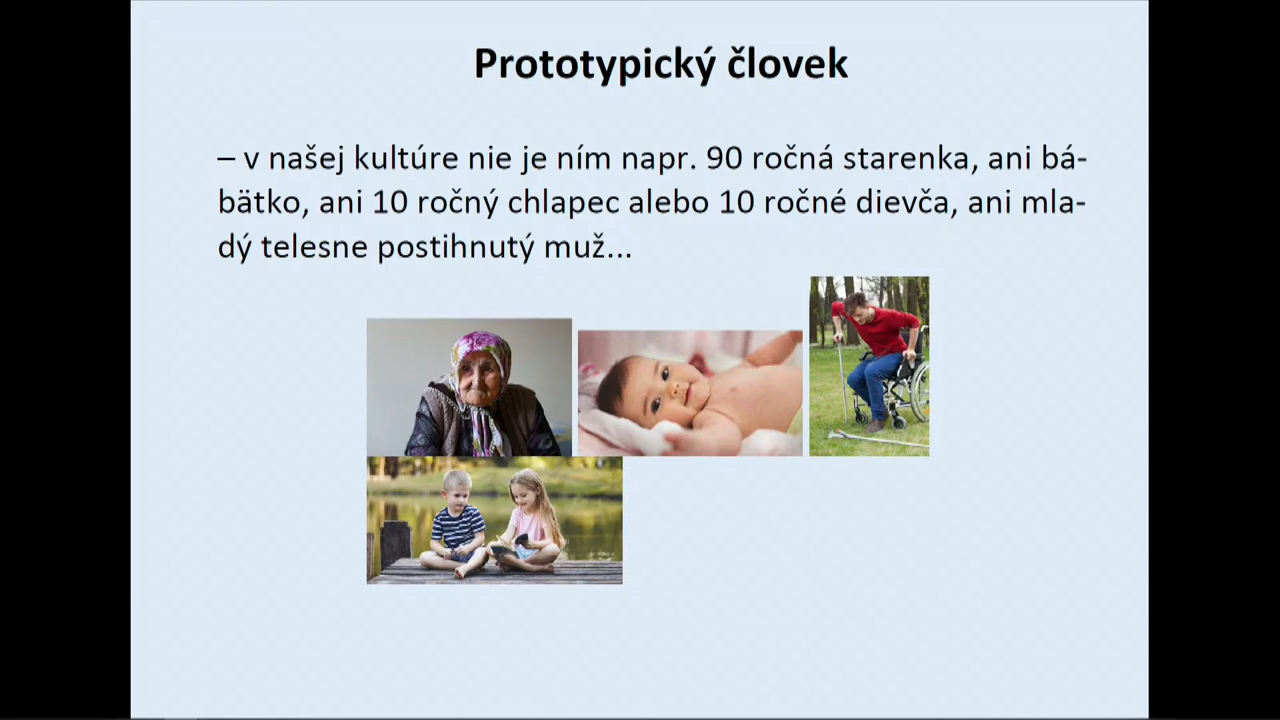 Prototypický človek
– v našej kultúre nie je ním napr. 90 ročná starenka, ani bá-
bätko, ani 10 ročný chlapec alebo 10 ročné dievča, ani mla-
dý telesne postihnutý muž...